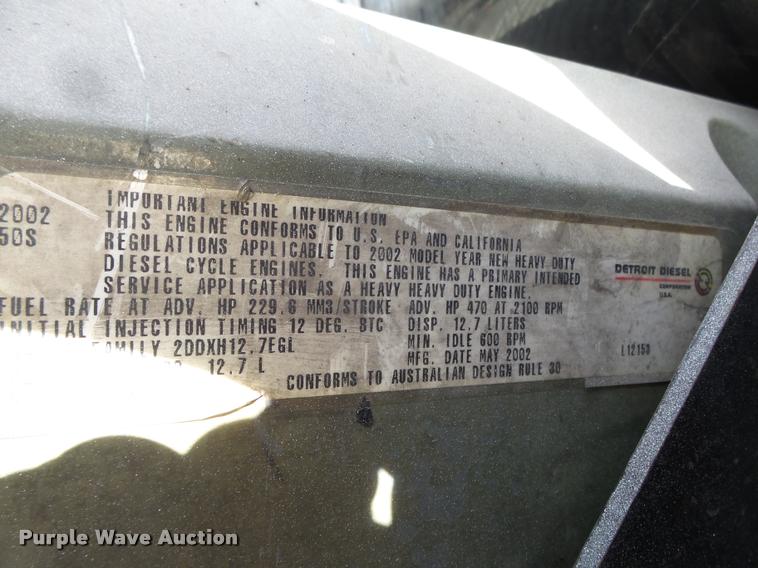 2002
50S
IMPORTANT ENGINE INFORMATION
THIS ENGINE CONFORMS TO U.S. EPA AND CALIFORNIA
REGULATIONS APPLICABLE TO 2002 MODEL YEAR NEW HEAVY DUTY
DIESEL CYCLE ENGINES. THIS ENGINE HAS A PRIMARY INTENDED
SERVICE APPLICATION AS A HEAVY HEAVY DUTY ENGINE.
FUEL RATE AT ADV. HP 229.6 MM3/STROKE ADV. HP 470 AT 2100 RPM
INITIAL INJECTION TIMING 12 DEG. BTC DISP. 12.7 LITERS
FAMILY 2DDXH12.7EGL MIN. IDLE 600 RPM
12.7 L MFG. DATE MAY 2002
CONFORMS TO AUSTRALIAN DESIGN RULE 30
DETROIT DIESEL
CORPORATION
U.S.A.
L12153
Purple Wave Auction